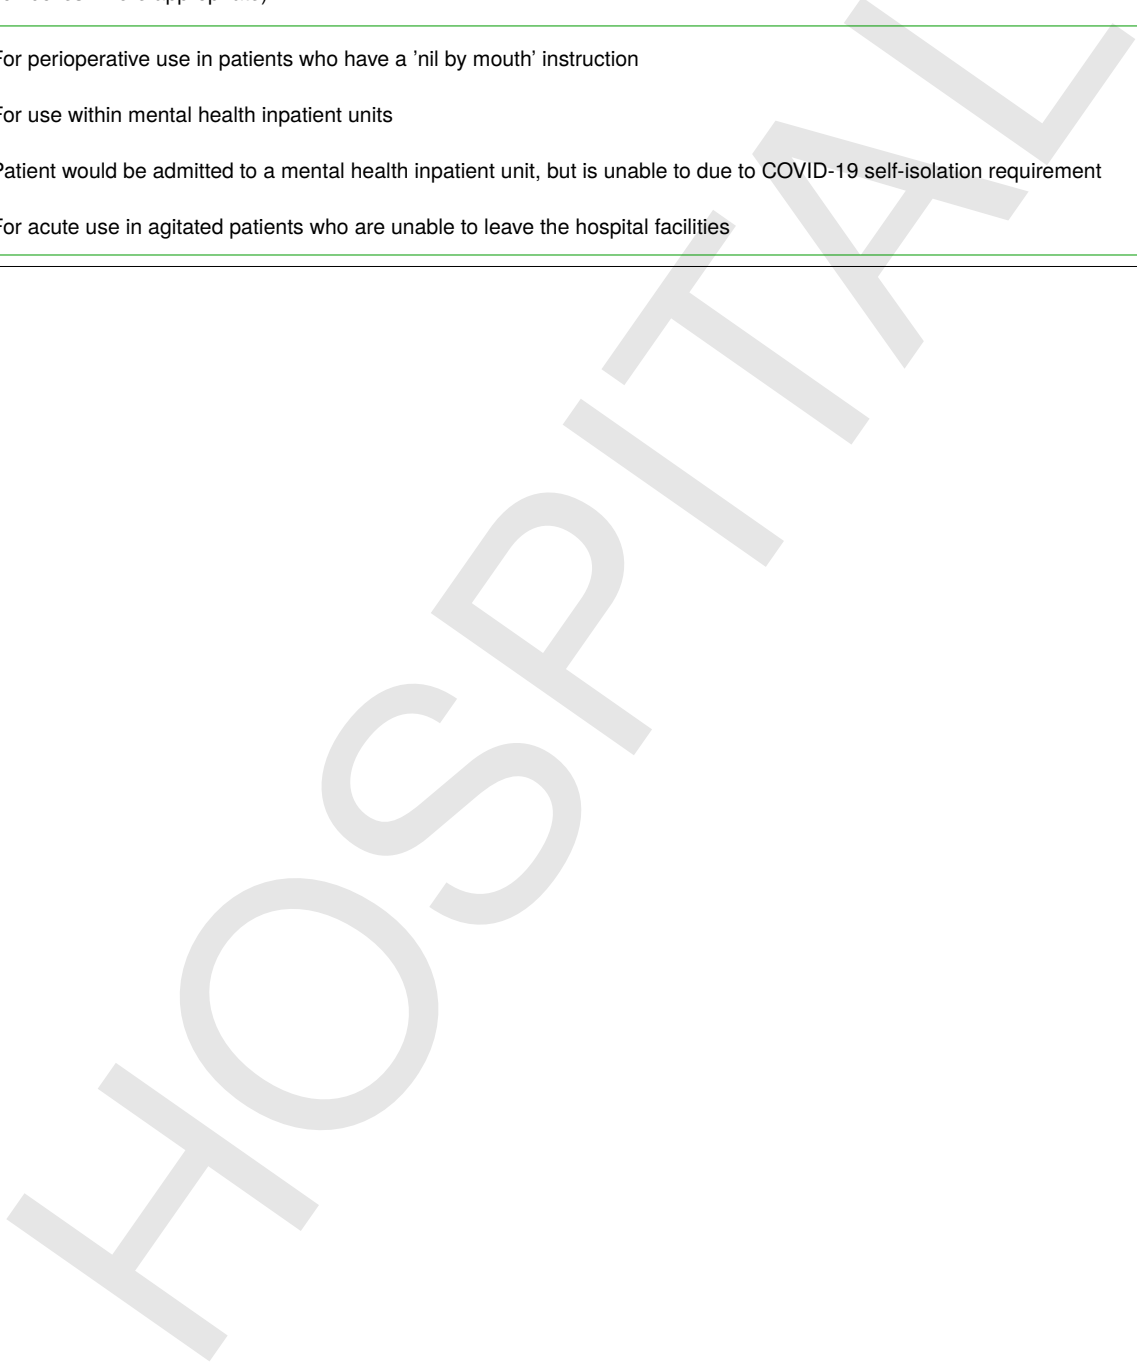 For perioperative use in patients who have a 'nil by mouth' instruction
For use within mental health inpatient units
Patient would be admitted to a mental health inpatient unit, but is unable to due to COVID-19 self-isolation requirement
For acute use in agitated patients who are unable to leave the hospital facilities
HOSPITAL